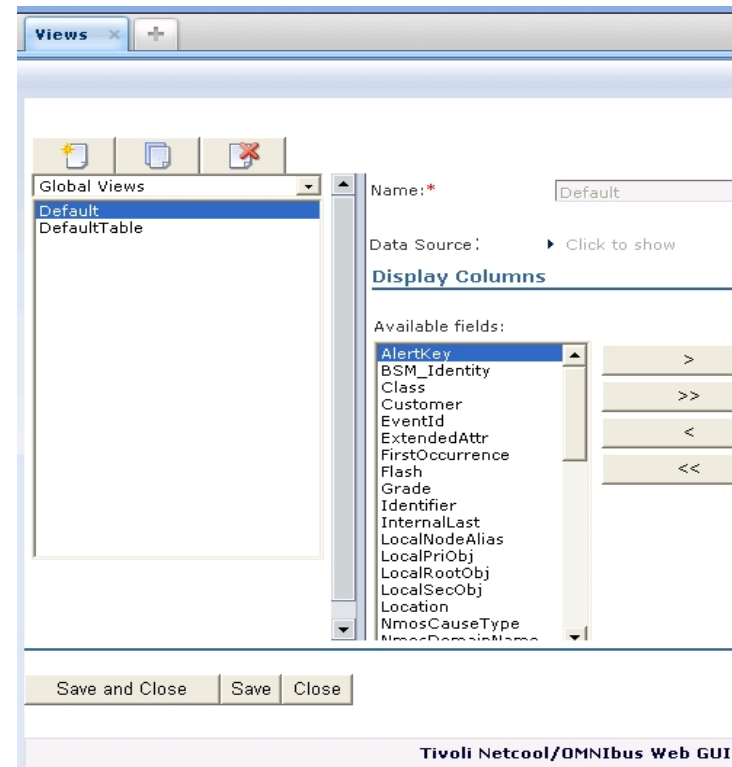 Views
Global Views
Default
DefaultTable
Name:*
Default
Data Source:
Click to show
Display Columns
Available fields:
AlertKey
BSM_Identity
Class
Customer
EventId
ExtendedAttr
FirstOccurrence
Flash
Grade
Identifier
InternalLast
LocalNodeAlias
LocalPriObj
LocalRootObj
LocalSecObj
Location
NmosCauseType
NmosDomainName
>
>>
<
<<
Save and Close
Save
Close
Tivoli Netcool/OMNIbus Web GUI